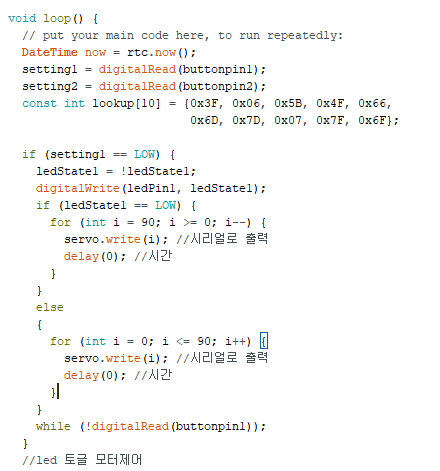 void loop() {
// put your main code here, to run repeatedly:
DateTime now = rtc.now();
setting1 = digitalRead(buttonpin1);
setting2 = digitalRead(buttonpin2);
const int lookup[10] = {0x3F, 0x06, 0x5B, 0x4F, 0x66,
0x6D, 0x7D, 0x07, 0x7F, 0x6F};
if (setting1 == LOW) {
ledState1 = !ledState1;
digitalWrite(ledPin1, ledState1);
if (ledState1 == LOW) {
for (int i = 90; i >= 0; i--) {
servo.write(i); //시리얼로 출력
delay(0); //시간
}
}
else
{
for (int i = 0; i <= 90; i++) {
servo.write(i); //시리얼로 출력
delay(0); //시간
}
}
while (!digitalRead(buttonpin1));
}
//led 토글 모터제어